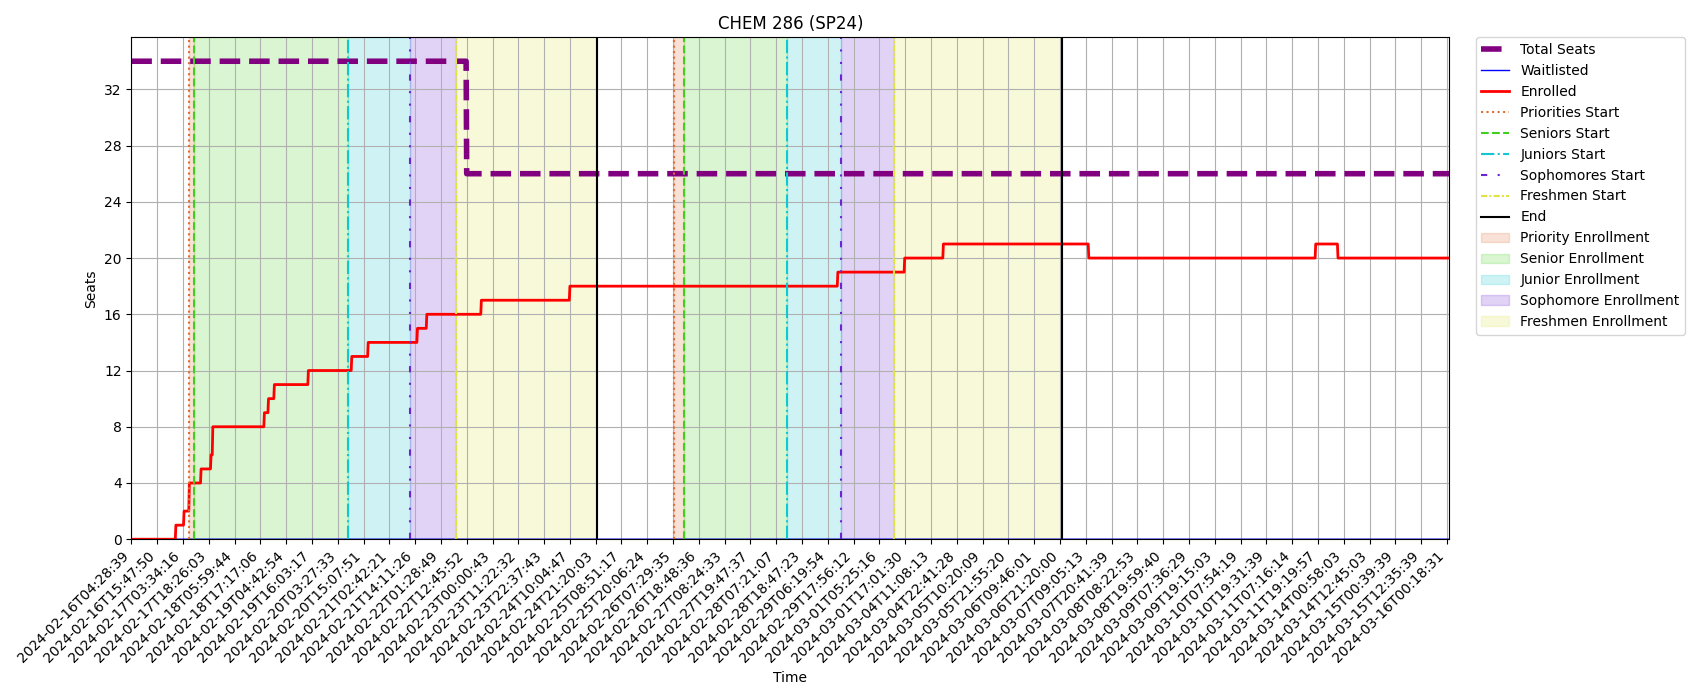 CHEM 286 (SP24)
Seats
32
28
24
20
16
12
8
4
0
2024-02-16T04:28:39
2024-02-16T15:47:50
2024-02-17T03:34:16
2024-02-17T18:26:03
2024-02-18T05:59:44
2024-02-18T17:17:06
2024-02-19T04:42:54
2024-02-19T16:03:17
2024-02-20T03:27:33
2024-02-20T15:07:51
2024-02-21T02:42:21
2024-02-21T14:11:26
2024-02-22T01:28:49
2024-02-22T12:45:52
2024-02-23T00:00:43
2024-02-23T11:22:32
2024-02-23T22:37:43
2024-02-24T10:04:47
2024-02-24T21:20:03
2024-02-25T08:51:17
2024-02-25T20:06:24
2024-02-26T07:29:35
2024-02-26T18:48:36
2024-02-27T08:24:33
2024-02-27T19:47:37
2024-02-28T07:21:07
2024-02-28T18:47:23
2024-02-29T06:19:54
2024-02-29T17:56:12
2024-03-01T05:25:16
2024-03-01T17:01:30
2024-03-04T11:08:13
2024-03-04T22:41:28
2024-03-05T10:20:09
2024-03-05T21:55:20
2024-03-06T09:46:01
2024-03-06T21:20:00
2024-03-07T09:05:13
2024-03-07T20:41:39
2024-03-08T08:22:53
2024-03-08T19:59:40
2024-03-09T07:36:29
2024-03-09T19:15:03
2024-03-10T07:54:19
2024-03-10T19:31:39
2024-03-11T07:16:14
2024-03-11T19:19:57
2024-03-14T00:58:03
2024-03-14T12:45:03
2024-03-15T00:39:39
2024-03-15T12:35:39
2024-03-16T00:18:31
Time
Total Seats
Waitlisted
Enrolled
Priorities Start
Seniors Start
Juniors Start
Sophomores Start
Freshmen Start
End
Priority Enrollment
Senior Enrollment
Junior Enrollment
Sophomore Enrollment
Freshmen Enrollment